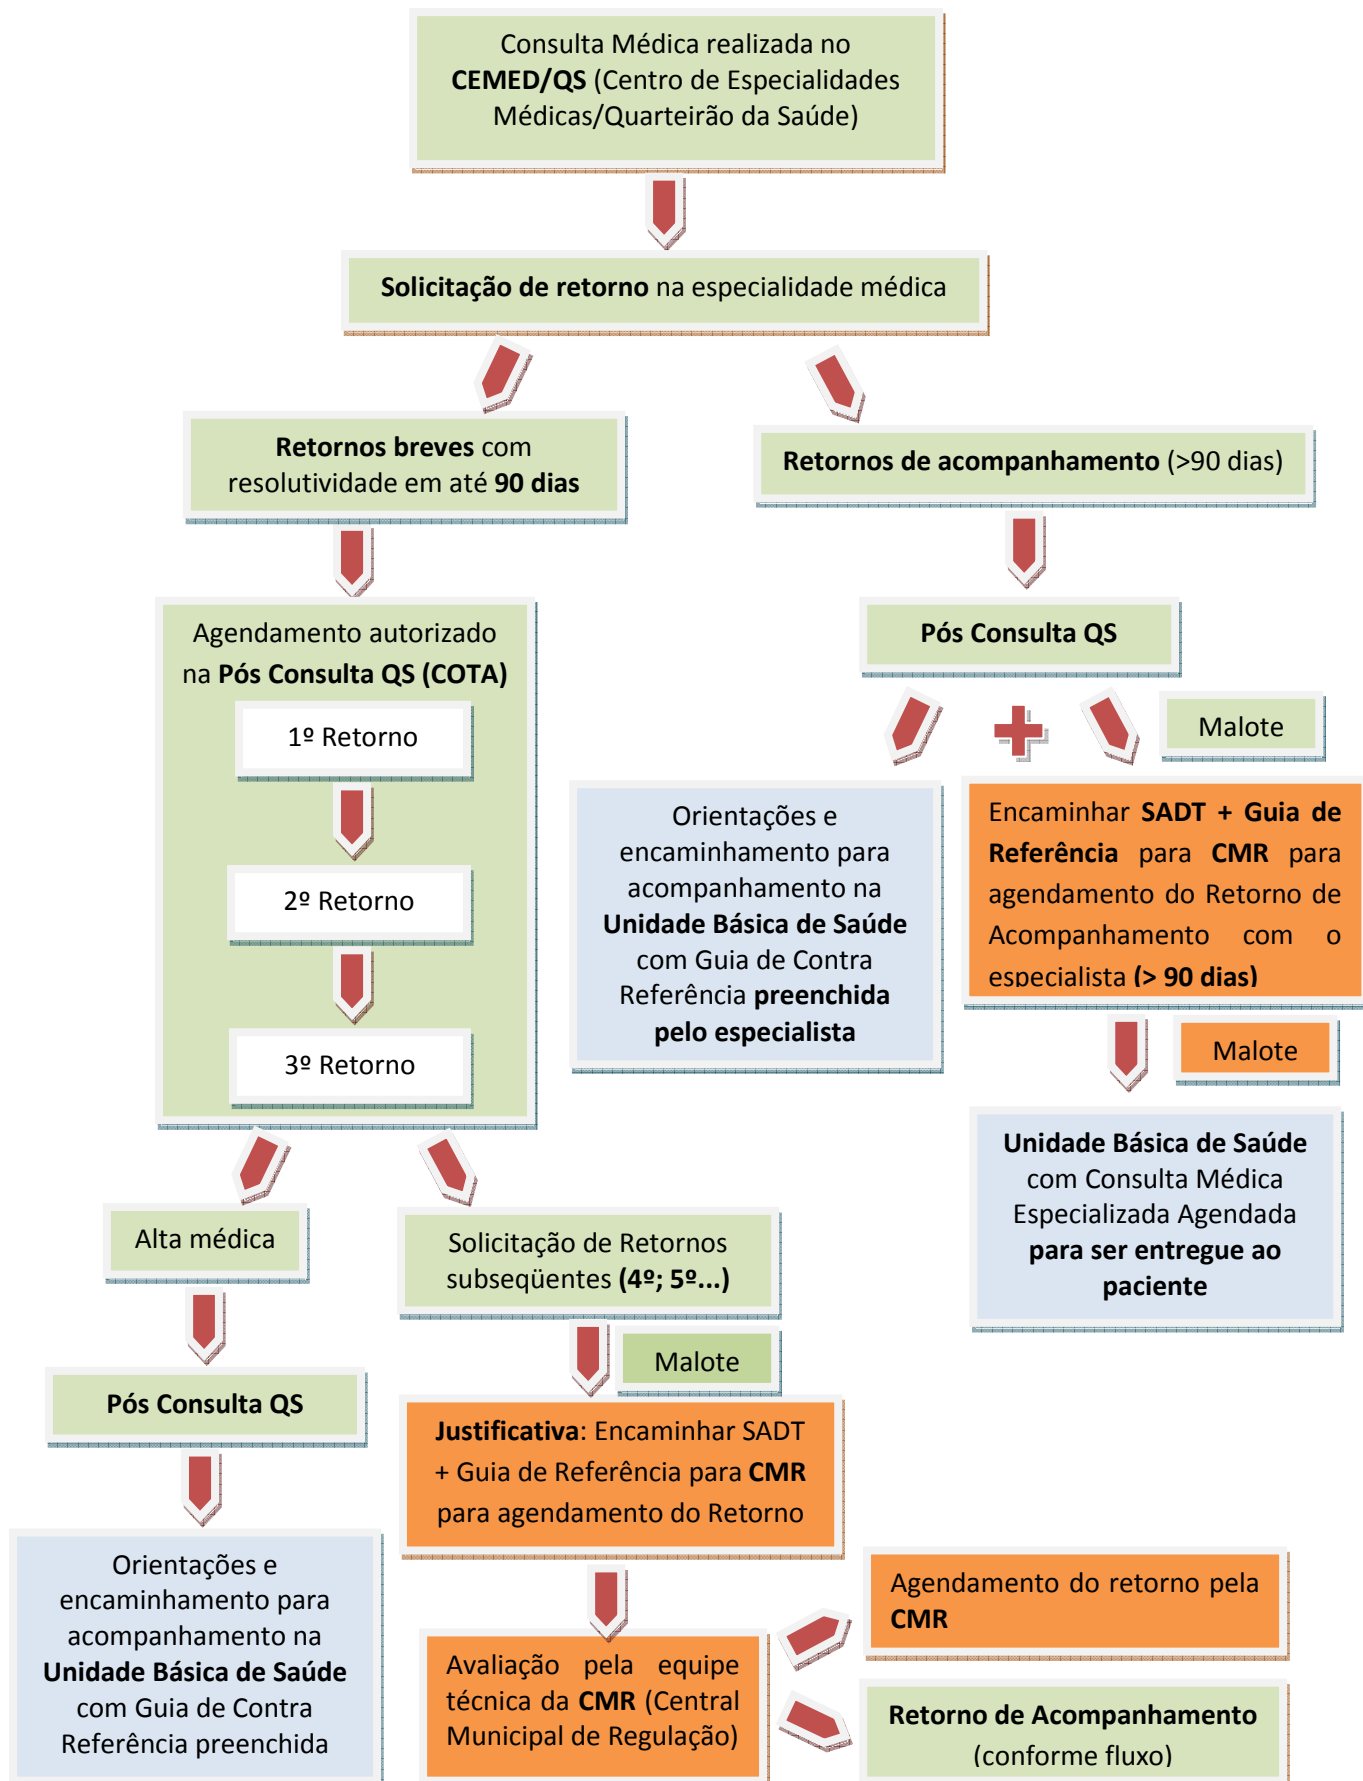 Consulta Médica realizada no
CEMED/QS (Centro de Especialidades
Médicas/Quarteirão da Saúde)
Solicitação de retorno na especialidade médica
Retornos breves com
resolutividade em até 90 dias
Retornos de acompanhamento (>90 dias)
Agendamento autorizado
na Pós Consulta QS (COTA)
1º Retorno
2º Retorno
3º Retorno
Pós Consulta QS
Malote
Orientações e
encaminhamento para
acompanhamento na
Unidade Básica de Saúde
com Guia de Contra
Referência preenchida
pelo especialista
Encaminhar SADT + Guia de
Referência para CMR para
agendamento do Retorno de
Acompanhamento com o
especialista (> 90 dias)
Malote
Unidade Básica de Saúde
com Consulta Médica
Especializada Agendada
para ser entregue ao
paciente
Alta médica
Pós Consulta QS
Orientações e
encaminhamento para
acompanhamento na
Unidade Básica de Saúde
com Guia de Contra
Referência preenchida
Solicitação de Retornos
subseqüentes (4º; 5º...)
Malote
Justificativa: Encaminhar SADT
+ Guia de Referência para CMR
para agendamento do Retorno
Avaliação pela equipe
técnica da CMR (Central
Municipal de Regulação)
Agendamento do retorno pela
CMR
Retorno de Acompanhamento
(conforme fluxo)